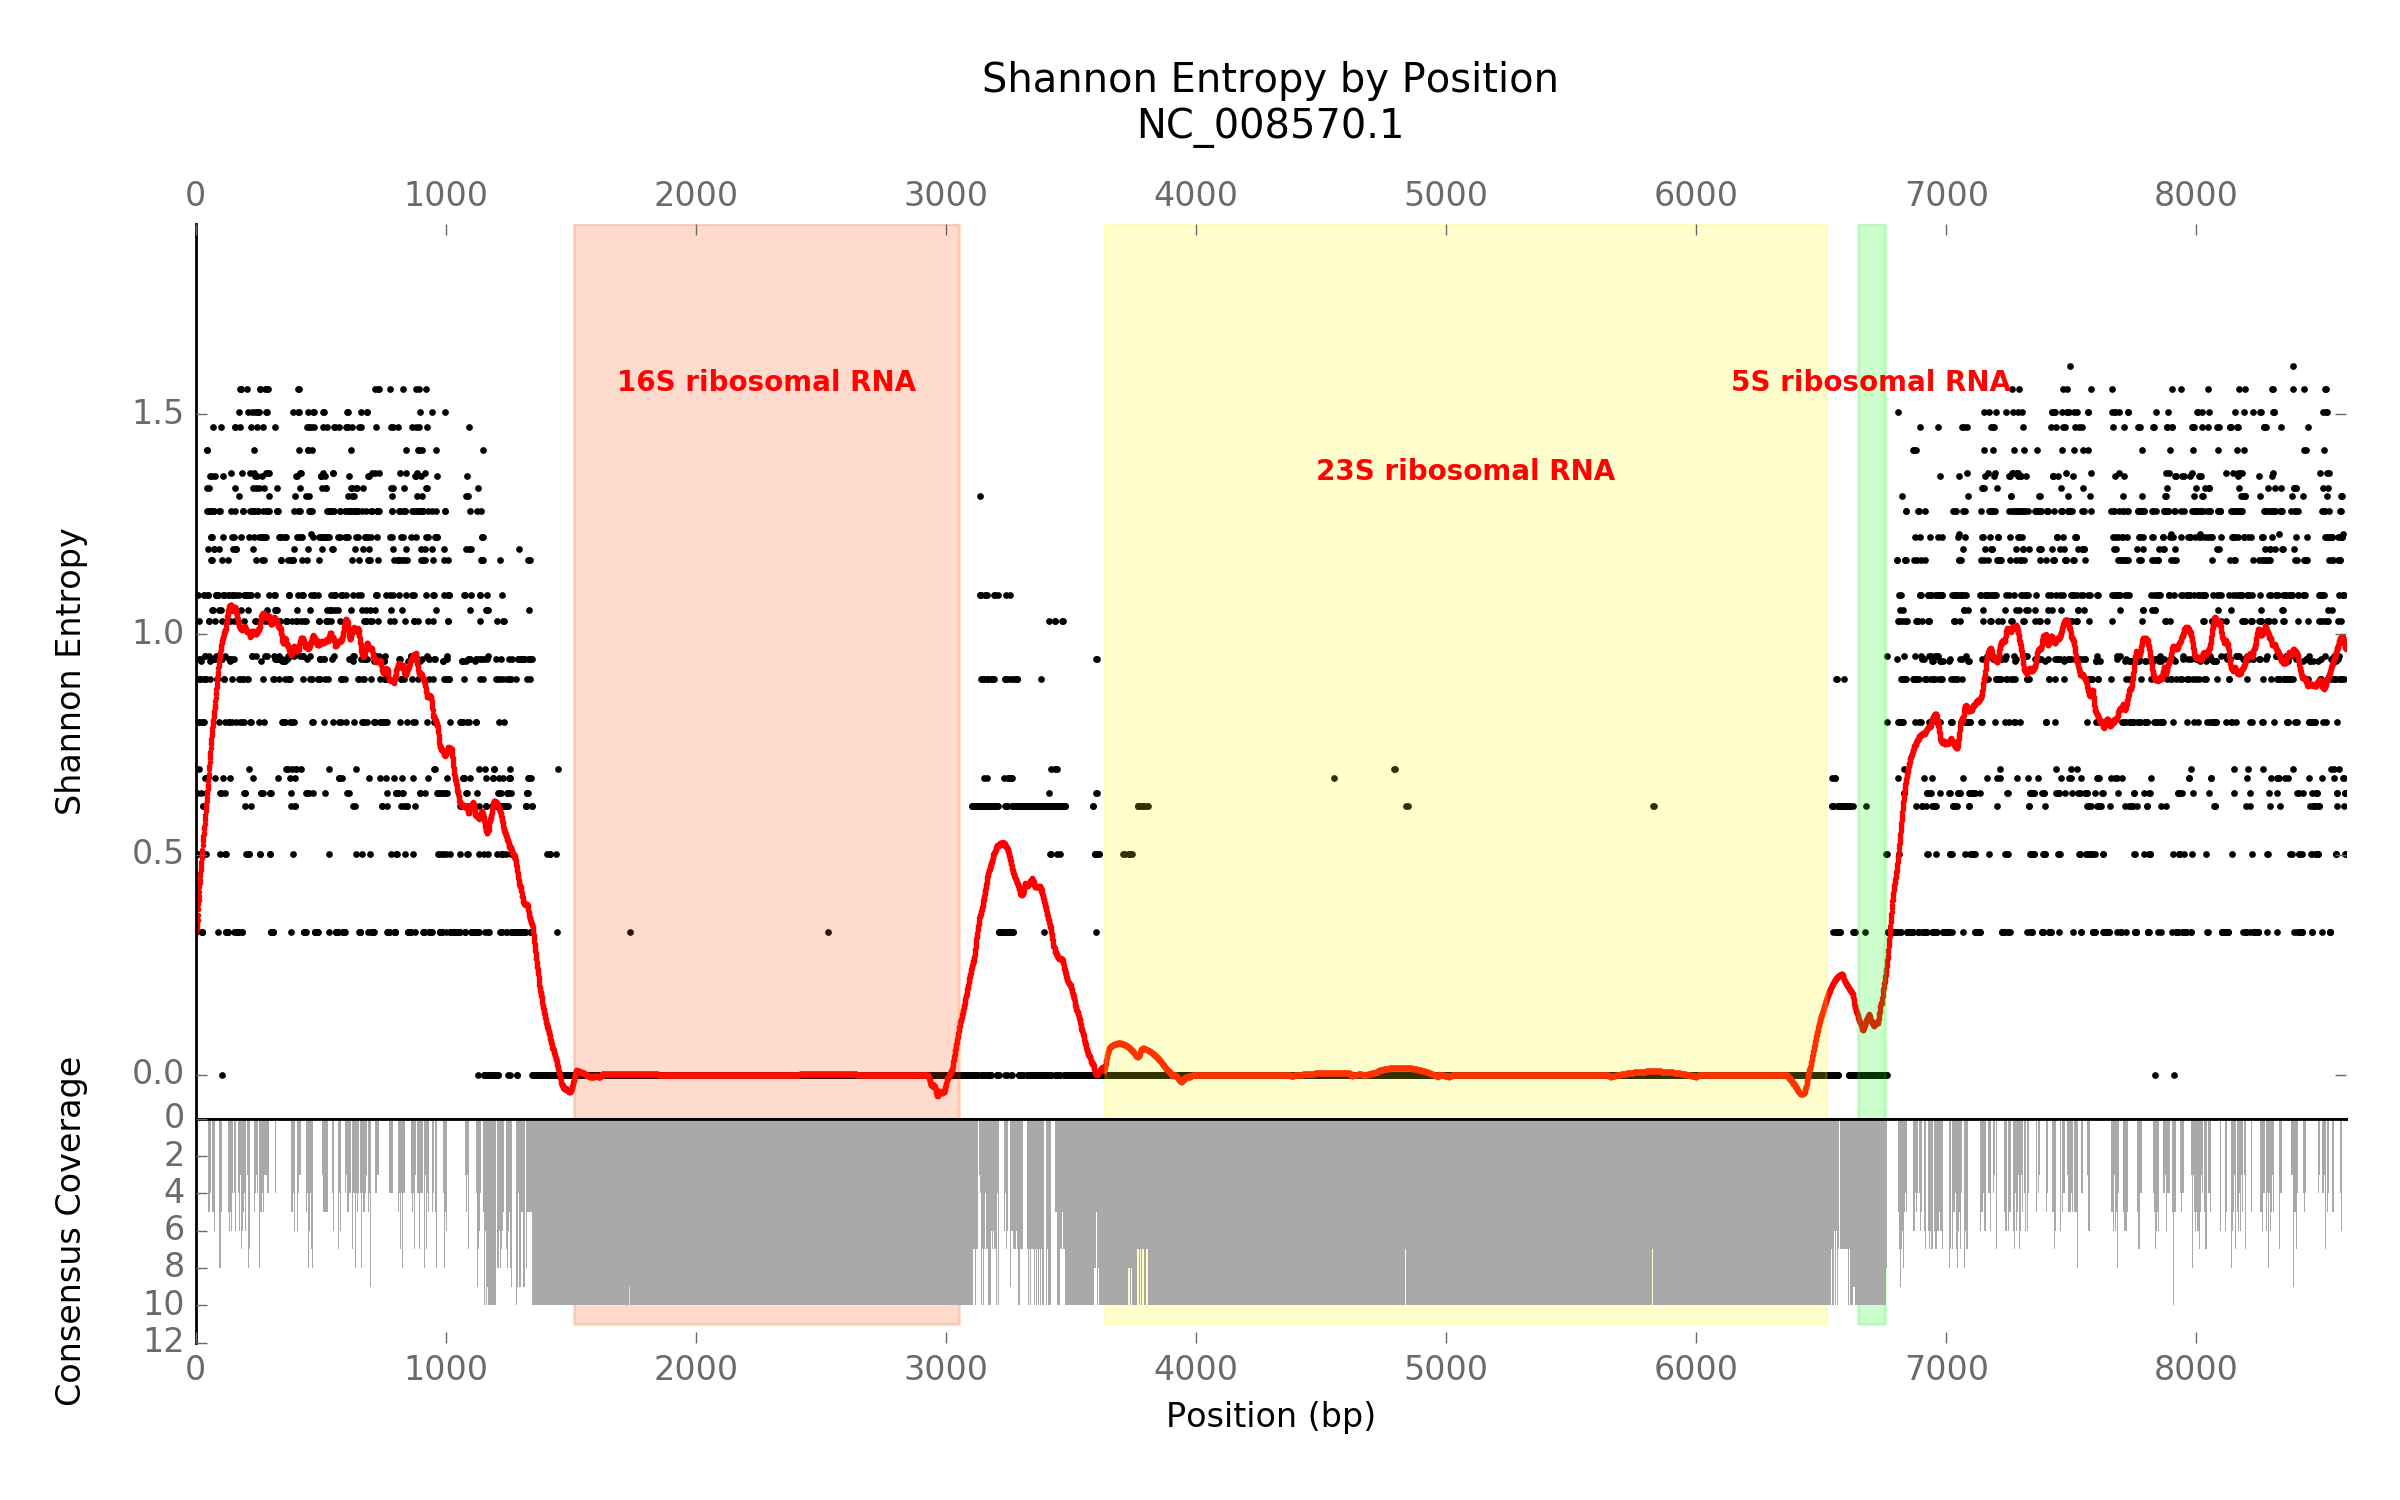 Shannon Entropy by Position
NC_008570.1
0 1000 2000 3000 4000 5000 6000 7000 8000
16S ribosomal RNA
5S ribosomal RNA
23S ribosomal RNA
Shannon Entropy
1.5
1.0
0.5
0.0
Consensus Coverage
0
2
4
6
8
10
12
0 1000 2000 3000 4000 5000 6000 7000 8000
Position (bp)